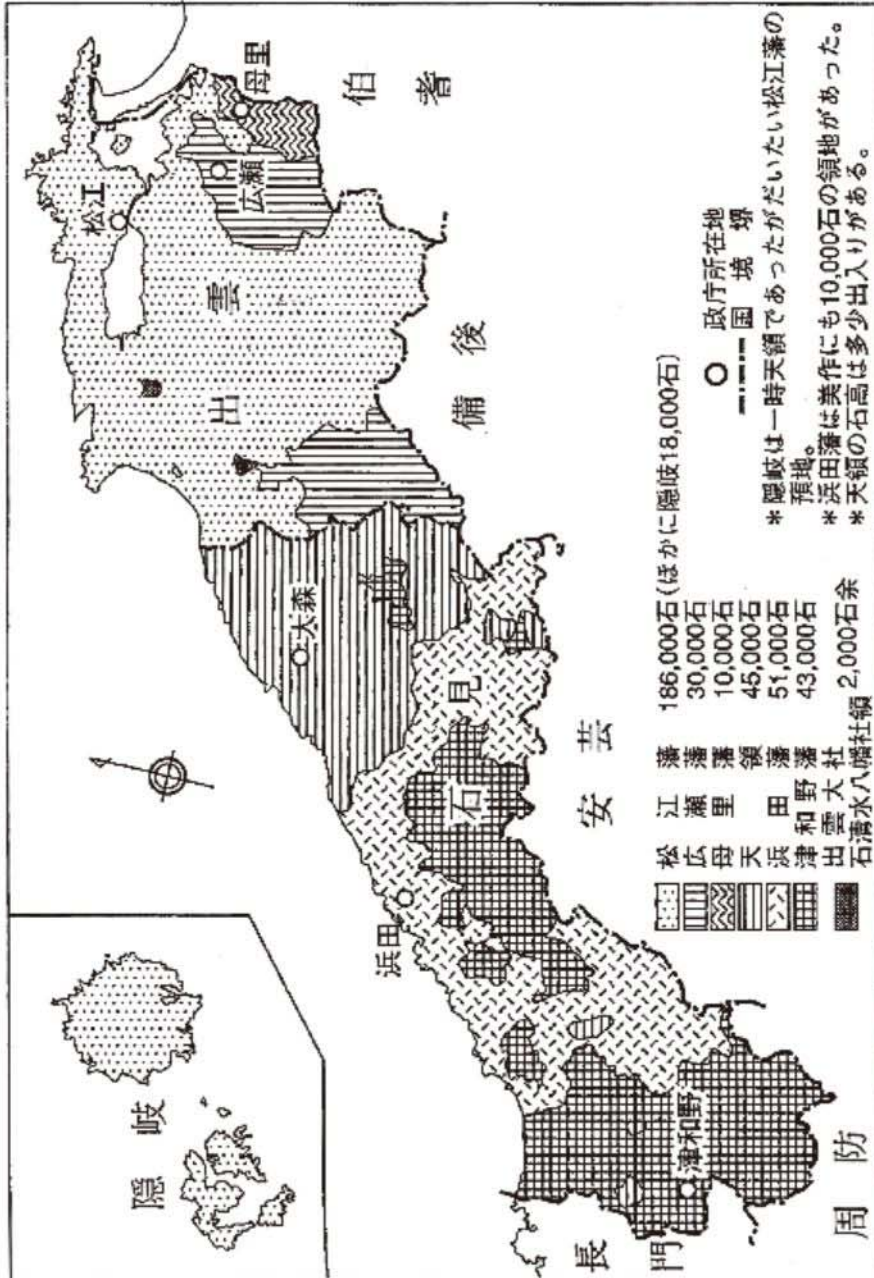 隠岐
松江
母里
広瀬
出雲
伯耆
備後
大森
浜田
石見
安芸
津和野
長門
周防
松江藩 186,000石(ほかに隠岐18,000石)
広瀬藩 30,000石
母里藩 10,000石
天領 45,000石
浜田藩 51,000石
津和野藩 43,000石
出雲大社
石清水八幡社領 2,000石余
政庁所在地
国境堺
*隠岐は一時天領であったがだいたい松江藩の
預地。
*浜田藩は美作にも10,000石の領地があった。
*天領の石高は多少出入りがある。